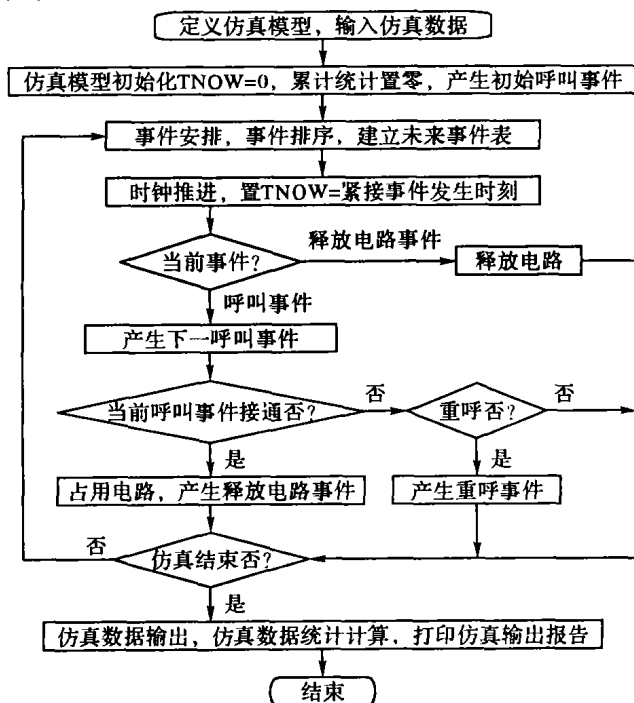 定义仿真模型，输入仿真数据
仿真模型初始化TNOW=0，累计统计置零，产生初始呼叫事件
事件安排，事件排序，建立未来事件表
时钟推进，置TNOW=紧接事件发生时刻
释放电路事件
当前事件？
释放电路
呼叫事件
产生下一呼叫事件
当前呼叫事件接通否？
否
重呼否？
否
是
是
占用电路，产生释放电路事件
产生重呼事件
否
仿真结束否？
是
仿真数据输出，仿真数据统计计算，打印仿真输出报告
结束